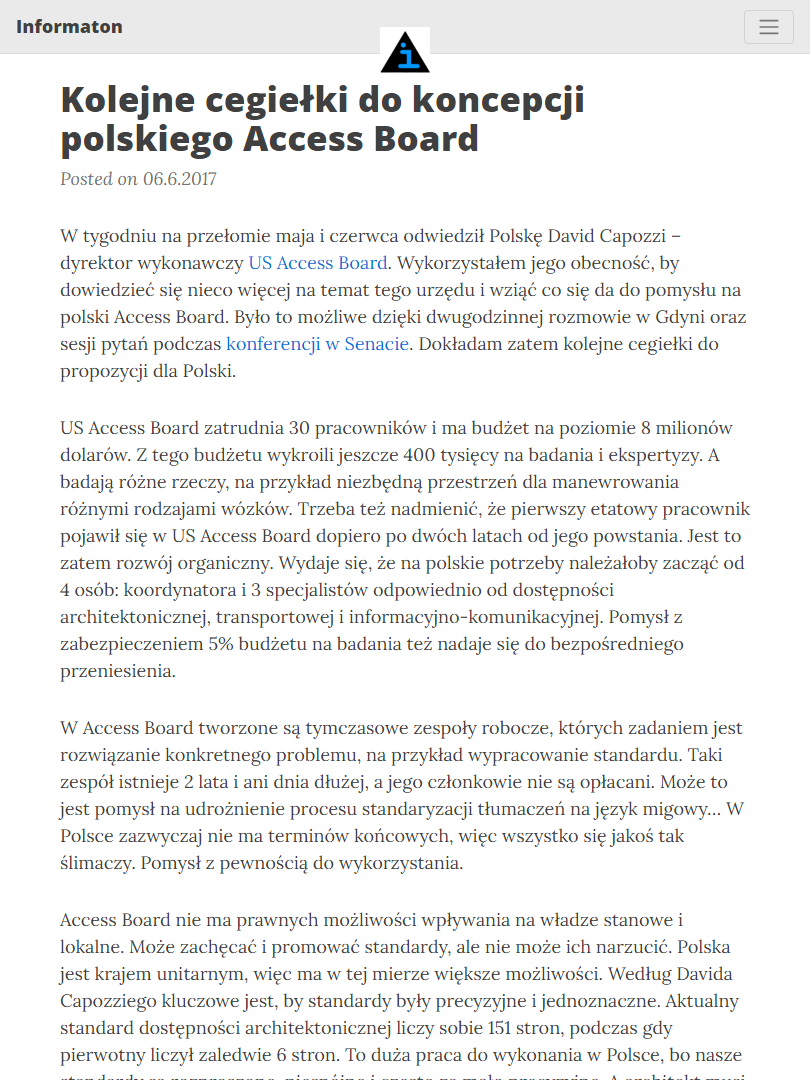 Informaton
i
Kolejne cegiełki do koncepcji
polskiego Access Board
Posted on 06.6.2017
W tygodniu na przełomie maja i czerwca odwiedził Polskę David Capozzi –
dyrektor wykonawczy US Access Board. Wykorzystałem jego obecność, by
dowiedzieć się nieco więcej na temat tego urzędu i wziąć co się da do pomysłu na
polski Access Board. Było to możliwe dzięki dwugodzinnej rozmowie w Gdyni oraz
sesji pytań podczas konferencji w Senacie. Dokładam zatem kolejne cegiełki do
propozycji dla Polski.
US Access Board zatrudnia 30 pracowników i ma budżet na poziomie 8 milionów
dolarów. Z tego budżetu wykroili jeszcze 400 tysięcy na badania i ekspertyzy. A
badają różne rzeczy, na przykład niezbędną przestrzeń dla manewrowania
różnymi rodzajami wózków. Trzeba też nadmienić, że pierwszy etatowy pracownik
pojawił się w US Access Board dopiero po dwóch latach od jego powstania. Jest to
zatem rozwój organiczny. Wydaje się, że na polskie potrzeby należałoby zacząć od
4 osób: koordynatora i 3 specjalistów odpowiednio od dostępności
architektonicznej, transportowej i informacyjno-komunikacyjnej. Pomysł z
zabezpieczeniem 5% budżetu na badania też nadaje się do bezpośredniego
przeniesienia.
W Access Board tworzone są tymczasowe zespoły robocze, których zadaniem jest
rozwiązanie konkretnego problemu, na przykład wypracowanie standardu. Taki
zespół istnieje 2 lata i ani dnia dłużej, a jego członkowie nie są opłacani. Może to
jest pomysł na udrożnienie procesu standaryzacji tłumaczeń na język migowy… W
Polsce zazwyczaj nie ma terminów końcowych, więc wszystko się jakoś tak
ślimaczy. Pomysł z pewnością do wykorzystania.
Access Board nie ma prawnych możliwości wpływania na władze stanowe i
lokalne. Może zachęcać i promować standardy, ale nie może ich narzucić. Polska
jest krajem unitarnym, więc ma w tej mierze większe możliwości. Według Davida
Capozziego kluczowe jest, by standardy były precyzyjne i jednoznaczne. Aktualny
standard dostępności architektonicznej liczy sobie 151 stron, podczas gdy
pierwotny liczył zaledwie 6 stron. To duża praca do wykonania w Polsce, bo nasze